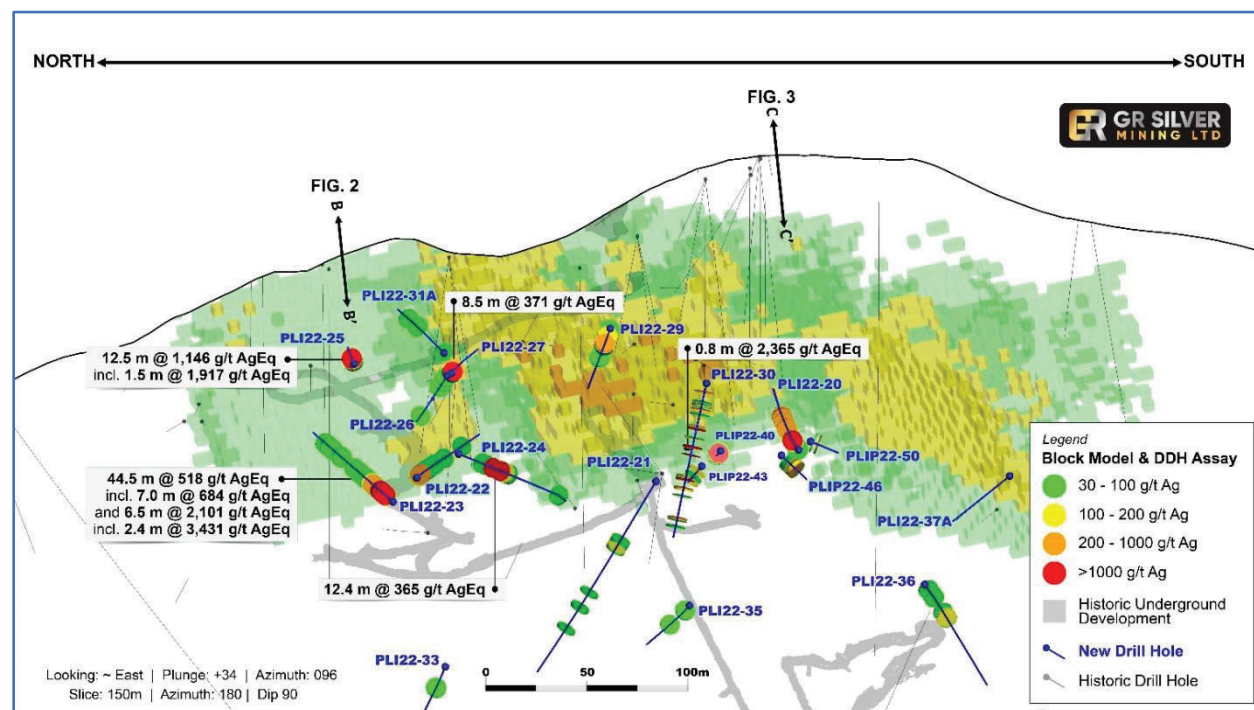 NORTH
SOUTH
FIG. 3
C
C'
GR SILVER
MINING LTD
FIG. 2
B
B'
PLI22-31A
8.5 m @ 371 g/t AgEq
PLI22-25
PLI22-27
PLI22-29
12.5 m @ 1,146 g/t AgEq
incl. 1.5 m @ 1,917 g/t AgEq
0.8 m @ 2,365 g/t AgEq
PLI22-30
PLI22-20
PLI22-26
PLI22-24
PLIP22-40
PLIP22-50
PLI22-21
PLIP22-43
PLIP22-46
44.5 m @ 518 g/t AgEq
incl. 7.0 m @ 684 g/t AgEq
and 6.5 m @ 2,101 g/t AgEq
incl. 2.4 m @ 3,431 g/t AgEq
PLI22-22
PLI22-23
PLI22-37A
12.4 m @ 365 g/t AgEq
PLI22-36
PLI22-35
PLI22-33
Legend
Block Model & DDH Assay
30 - 100 g/t Ag
100 - 200 g/t Ag
200 - 1000 g/t Ag
>1000 g/t Ag
Historic Underground
Development
New Drill Hole
Historic Drill Hole
0 50 100m
Looking: ~ East | Plunge: +34 | Azimuth: 096
Slice: 150m | Azimuth: 180 | Dip 90